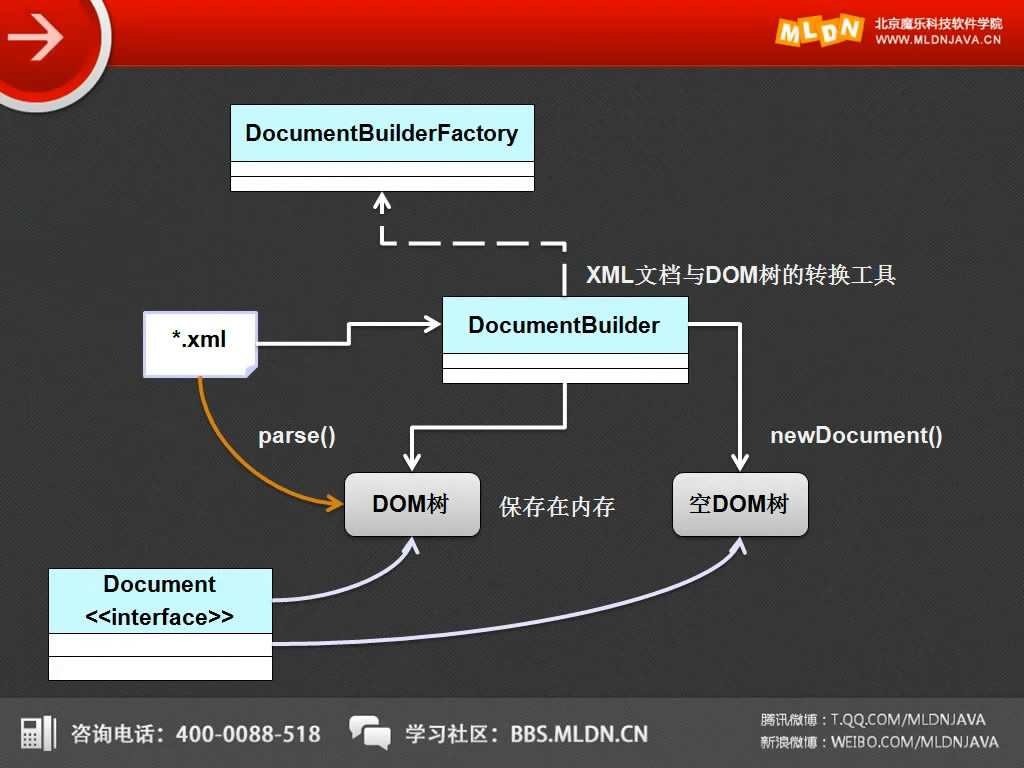 MLDN
北京魔乐科技软件学院
WWW.MLDNJAVA.CN
DocumentBuilderFactory
XML文档与DOM树的转换工具
DocumentBuilder
*.xml
parse()
newDocument()
DOM树
保存在内存
空DOM树
Document
<<interface>>
咨询电话：400-0088-518
学习社区：BBS.MLDN.CN
腾讯微博：T.QQ.COM/MLDNJAVA
新浪微博：WEIBO.COM/MLDNJAVA